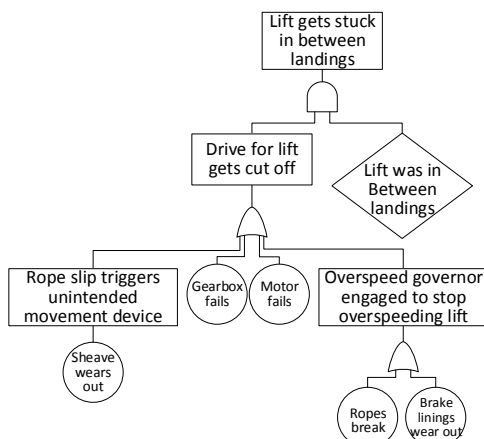 Lift gets stuck
in between
landings
Drive for lift
gets cut off
Lift was in
Between
landings
Rope slip triggers
unintended
movement device
Gearbox
fails
Motor
fails
Overspeed governor
engaged to stop
overspeeding lift
Sheave
wears
out
Ropes
break
Brake
linings
wear out